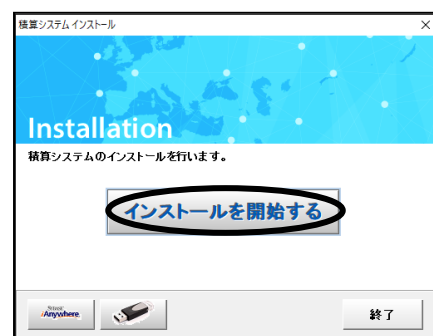 積算システム インストール
Installation
積算システムのインストールを行います。
インストールを開始する
Anywhere
終了